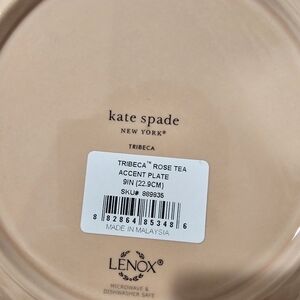 kate spade
NEW YORK®
TRIBECA
TRIBECA™ ROSE TEA
ACCENT PLATE
9IN (22.9CM)
SKU# 889936
8 82864 85348 6
MADE IN MALAYSIA
LENOX®
MICROWAVE &
DISHWASHER SAFE